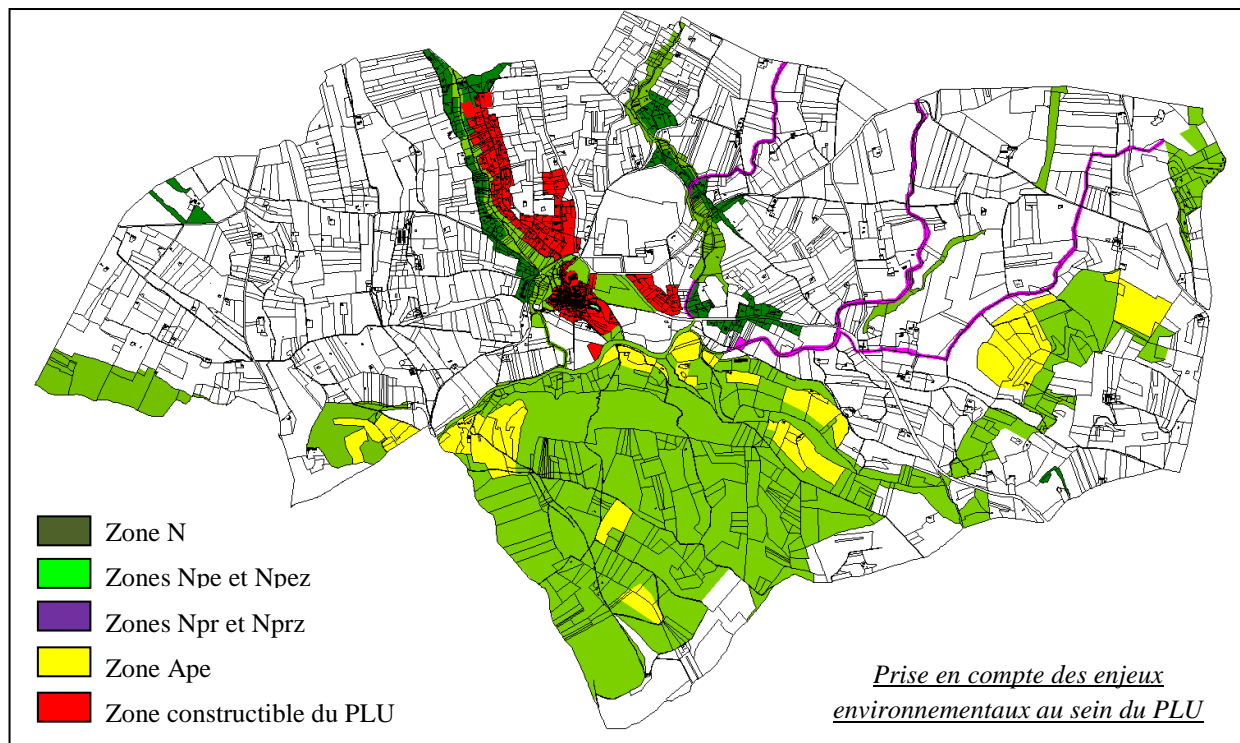 Zone N
Zones Npe et Npez
Zones Npr et Nprz
Zone Ape
Zone constructible du PLU
Prise en compte des enjeux
environnementaux au sein du PLU